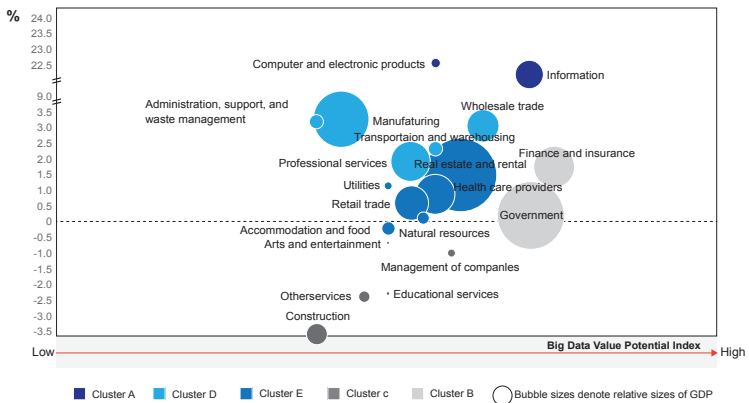 %
24.0
23.5
23.0
22.5
9.0
3.5
3.0
2.5
2.0
1.5
1.0
0.5
0
-0.5
-1.0
-1.5
-2.0
-2.5
-3.0
-3.5
Computer and electronic products
Information
Administration, support, and
waste management
Manufaturing
Wholesale trade
Transportaion and warehousing
Professional services
Real estate and rental
Finance and insurance
Utilities
Health care providers
Retail trade
Government
Accommodation and food
Natural resources
Arts and entertainment
Management of companles
Otherservices
Educational services
Construction
Big Data Value Potential Index
Low
High
Cluster A
Cluster D
Cluster E
Cluster c
Cluster B
Bubble sizes denote relative sizes of GDP